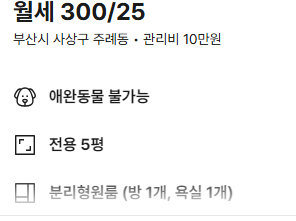 월세 300/25
부산시 사상구 주례동 • 관리비 10만원
애완동물 불가능
전용 5평
분리형원룸 (방 1개, 욕실 1개)